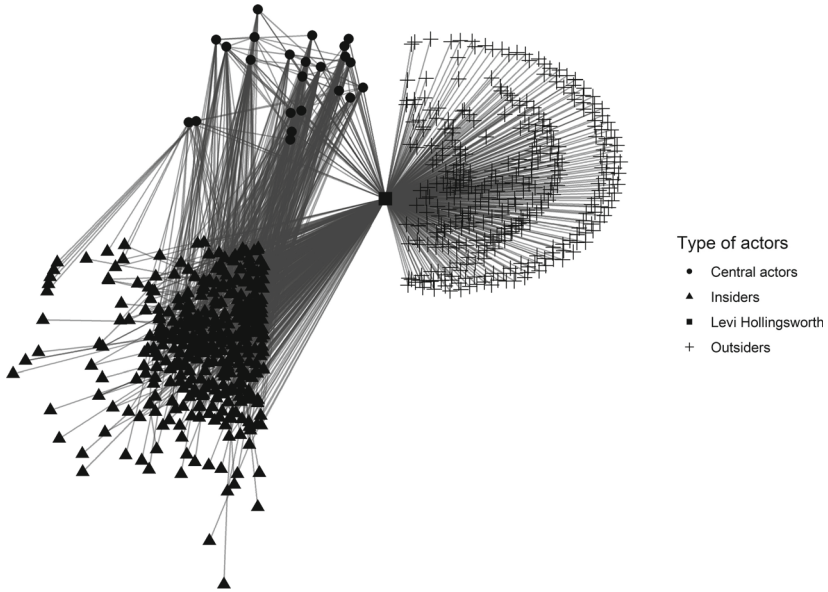 Type of actors
Central actors
Insiders
Levi Hollingsworth
Outsiders